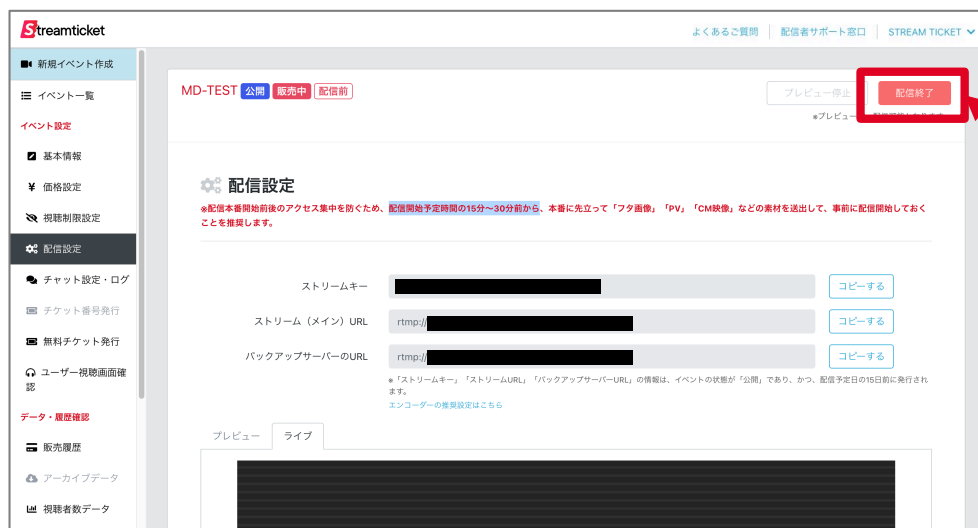 Streamticket
よくあるご質問
配信者サポート窓口
STREAM TICKET
新規イベント作成
イベント一覧
イベント設定
基本情報
価格設定
視聴制限設定
配信設定
チャット設定・ログ
チケット番号発行
無料チケット発行
ユーザー視聴画面確
認
データ・履歴確認
販売履歴
アーカイブデータ
視聴者数データ
MD-TEST 公開 販売中 配信前
プレビュー停止
配信終了
※プレビュー
配信設定
※配信本番開始前後のアクセス集中を防ぐため、配信開始予定時間の15分〜30分前から、本番に先立って「フタ画像」「PV」「CM映像」などの素材を送出して、事前に配信開始しておく
ことを推奨します。
ストリームキー
コピーする
ストリーム（メイン）URL
rtmp://
コピーする
バックアップサーバーのURL
rtmp://
コピーする
※「ストリームキー」「ストリームURL」「バックアップサーバーURL」の情報は、イベントの状態が「公開」であり、かつ、配信予定日の15日前に発行され
ます。
エンコーダーの推奨設定はこちら
プレビュー
ライブ